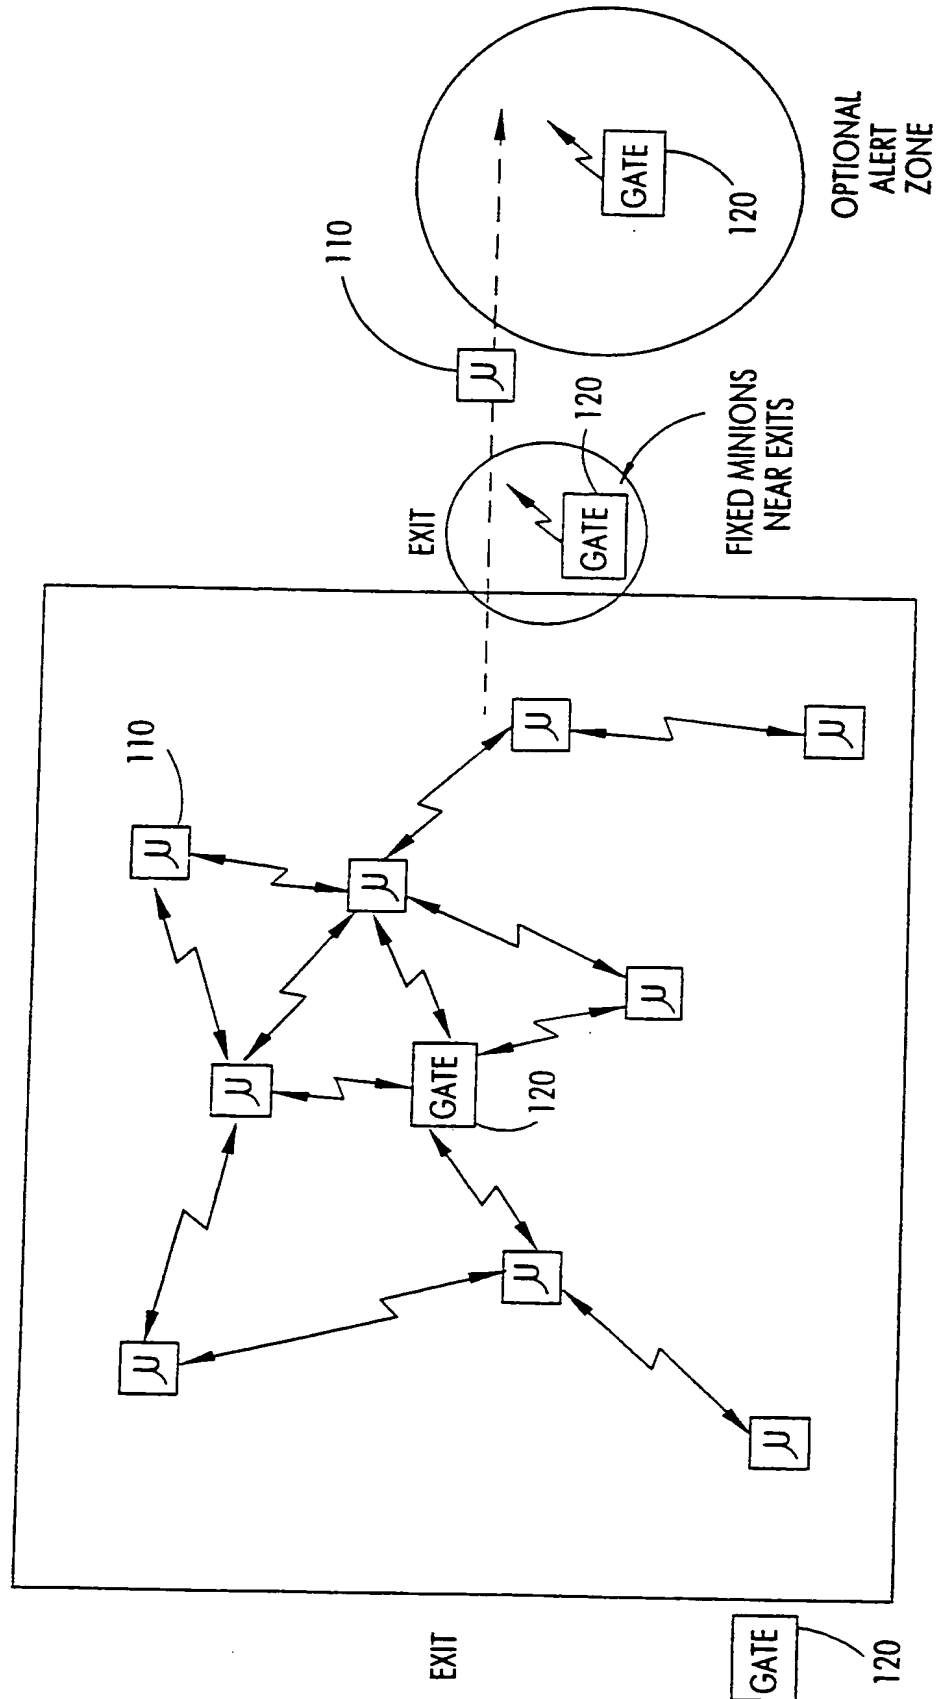 110
μ
μ
μ
110
μ
EXIT
EXIT
GATE
120
μ
μ
μ
120
GATE
GATE
120
μ
FIXED MINIONS
NEAR EXITS
120
GATE
120
μ
μ
OPTIONAL
ALERT
ZONE